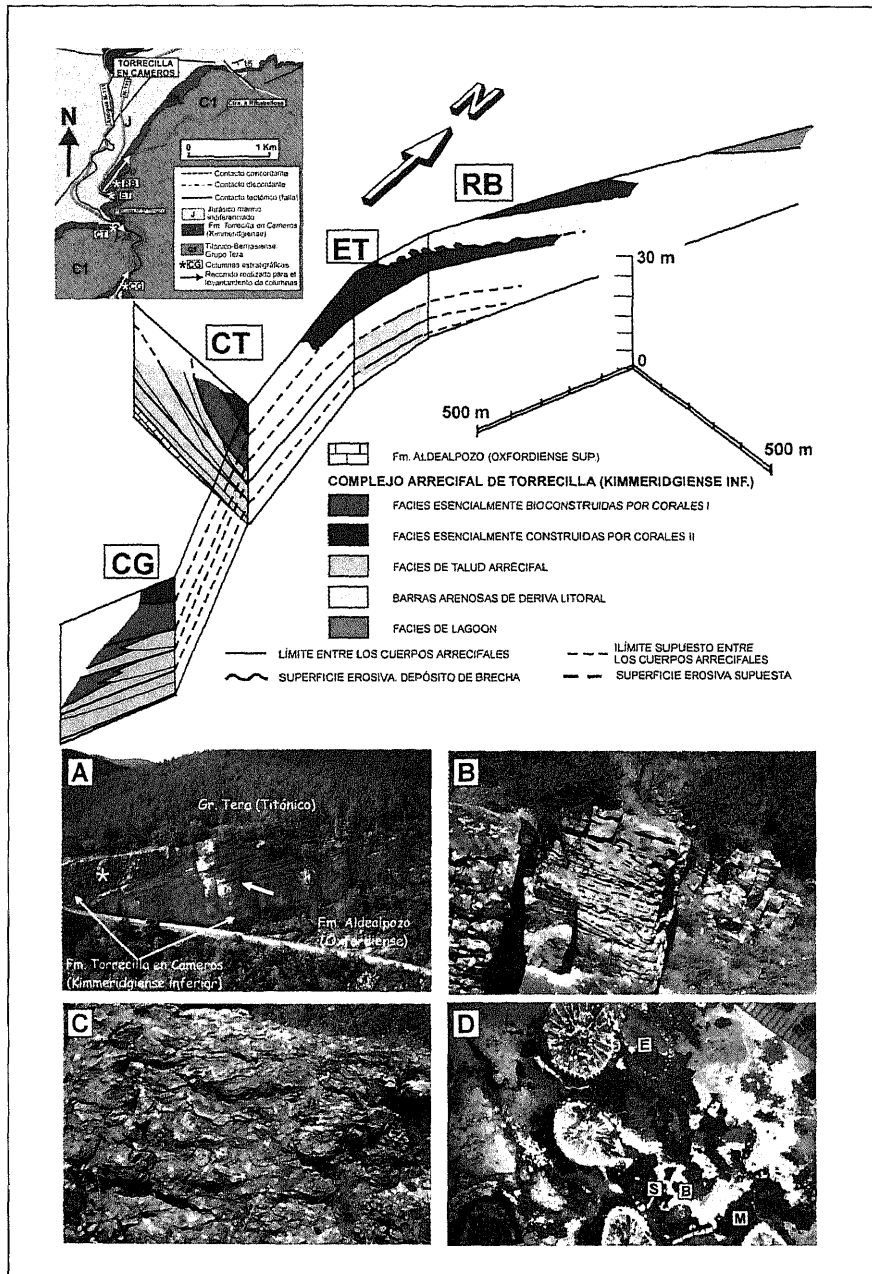 TORRECILLA
EN CAMEROS
C1
Ctra. a Ribabellosa
N
J
0 1 Km
RB
ET
CT
C1
CG
Contacto concordante
Contacto discordante
Contacto tectónico (falla)
J Jurásico marino
indiferenciado
Fm. Torrecilla en Cameros
(Kimmeridgiense)
C1 Titónico-Berriasiense.
Grupo Tera
*CG Columnas estratigráficas
Recorrido realizado para el
levantamiento de columnas
N
RB
ET
CT
CG
30 m
0
500 m
500 m
Fm. ALDEALPOZO (OXFORDIENSE SUP.)
COMPLEJO ARRECIFAL DE TORRECILLA (KIMMERIDGIENSE INF.)
FACIES ESENCIALMENTE BIOCONSTRUIDAS POR CORALES I
FACIES ESENCIALMENTE CONSTRUIDAS POR CORALES II
FACIES DE TALUD ARRECIFAL
BARRAS ARENOSAS DE DERIVA LITORAL
FACIES DE LAGOON
LÍMITE ENTRE LOS CUERPOS ARRECIFALES
ILÍMITE SUPUESTO ENTRE
LOS CUERPOS ARRECIFALES
SUPERFICIE EROSIVA. DEPÓSITO DE BRECHA
SUPERFICIE EROSIVA SUPUESTA
A
Gr. Tera (Titónico)
*
Fm. Aldealpozo
(Oxfordiense)
Fm. Torrecilla en Cameros
(Kimmeridgiense inferior)
B
C
D
E
S
B
M